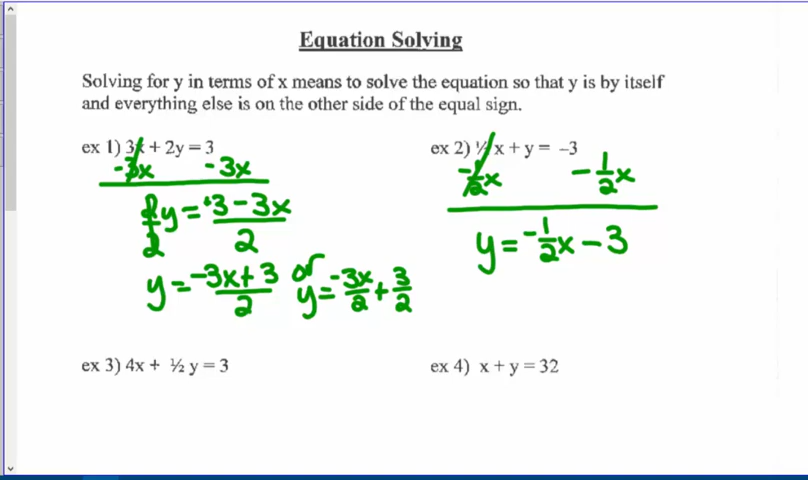 Equation Solving
Solving for y in terms of x means to solve the equation so that y is by itself
and everything else is on the other side of the equal sign.
ex 1) 3x + 2y = 3
-3x -3x
2y = +3 - 3x
2 2
y = -3x + 3 or y = -3x + 3
2 2 2
ex 2) ½ x + y = –3
-1/2 x - 1/2 x
y = -1/2 x - 3
ex 3) 4x + ½ y = 3
ex 4) x + y = 32